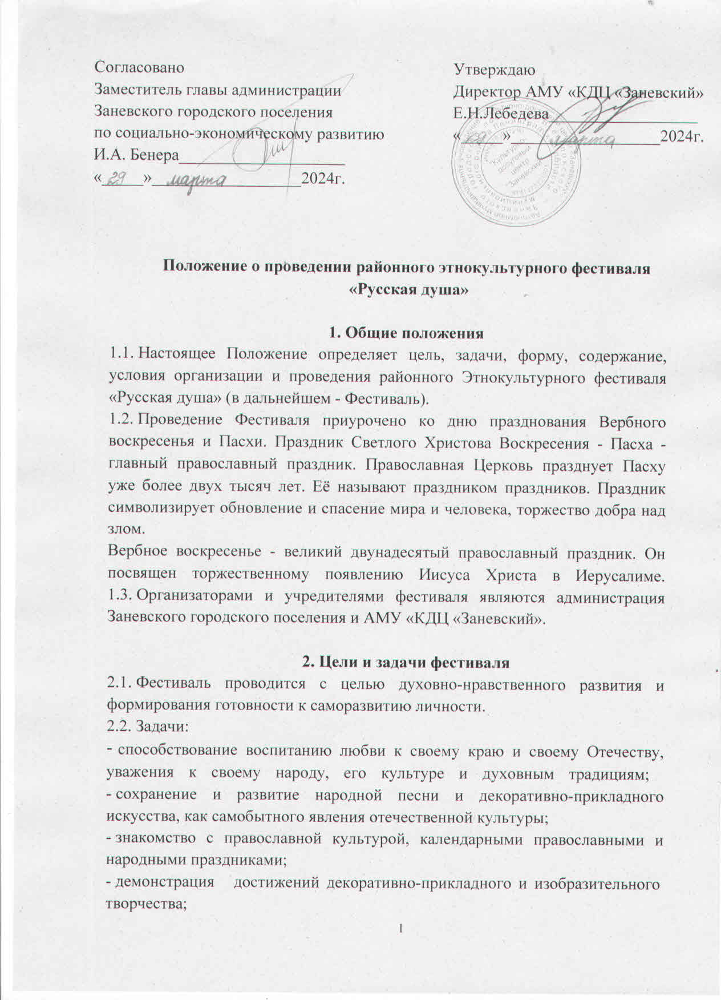 Согласовано
Заместитель главы администрации
Заневского городского поселения
по социально-экономическому развитию
И.А. Бенера____________________
«29» марта 2024г.
Утверждаю
Директор АМУ «КДЦ «Заневский»
Е.Н.Лебедева__________________
«29» марта 2024г.
"Культурно-
досуговый
центр
"Заневский"
Положение о проведении районного этнокультурного фестиваля
«Русская душа»
1. Общие положения
1.1. Настоящее Положение определяет цель, задачи, форму, содержание,
условия организации и проведения районного Этнокультурного фестиваля
«Русская душа» (в дальнейшем - Фестиваль).
1.2. Проведение Фестиваля приурочено ко дню празднования Вербного
воскресенья и Пасхи. Праздник Светлого Христова Воскресения - Пасха -
главный православный праздник. Православная Церковь празднует Пасху
уже более двух тысяч лет. Её называют праздником праздников. Праздник
символизирует обновление и спасение мира и человека, торжество добра над
злом.
Вербное воскресенье - великий двунадесятый православный праздник. Он
посвящен торжественному появлению Иисуса Христа в Иерусалиме.
1.3. Организаторами и учредителями фестиваля являются администрация
Заневского городского поселения и АМУ «КДЦ «Заневский».
2. Цели и задачи фестиваля
2.1. Фестиваль проводится с целью духовно-нравственного развития и
формирования готовности к саморазвитию личности.
2.2. Задачи:
- способствование воспитанию любви к своему краю и своему Отечеству,
уважения к своему народу, его культуре и духовным традициям;
- сохранение и развитие народной песни и декоративно-прикладного
искусства, как самобытного явления отечественной культуры;
- знакомство с православной культурой, календарными православными и
народными праздниками;
- демонстрация достижений декоративно-прикладного и изобразительного
творчества;
1